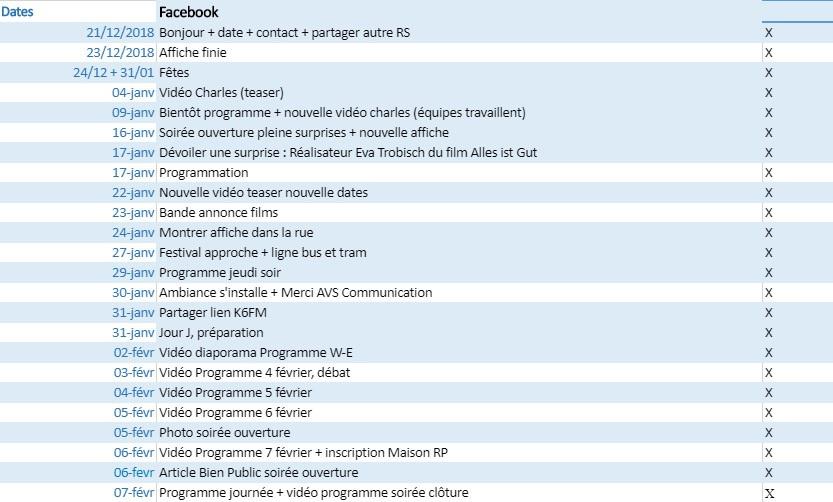 Dates Facebook
21/12/2018 Bonjour + date + contact + partager autre RS X
23/12/2018 Affiche finie X
24/12 + 31/01 Fêtes X
04-janv Vidéo Charles (teaser) X
09-janv Bientôt programme + nouvelle vidéo charles (équipes travaillent) X
16-janv Soirée ouverture pleine surprises + nouvelle affiche X
17-janv Dévoiler une surprise : Réalisateur Eva Trobisch du film Alles ist Gut X
17-janv Programmation X
22-janv Nouvelle vidéo teaser nouvelle dates X
23-janv Bande annonce films X
24-janv Montrer affiche dans la rue X
27-janv Festival approche + ligne bus et tram X
29-janv Programme jeudi soir X
30-janv Ambiance s'installe + Merci AVS Communication X
31-janv Partager lien K6FM X
31-janv Jour J, préparation X
02-févr Vidéo diaporama Programme W-E X
03-févr Vidéo Programme 4 février, débat X
04-févr Vidéo Programme 5 février X
05-févr Vidéo Programme 6 février X
05-févr Photo soirée ouverture X
06-févr Vidéo Programme 7 février + inscription Maison RP X
06-fevr Article Bien Public soirée ouverture X
07-févr Programme journée + vidéo programme soirée clôture X